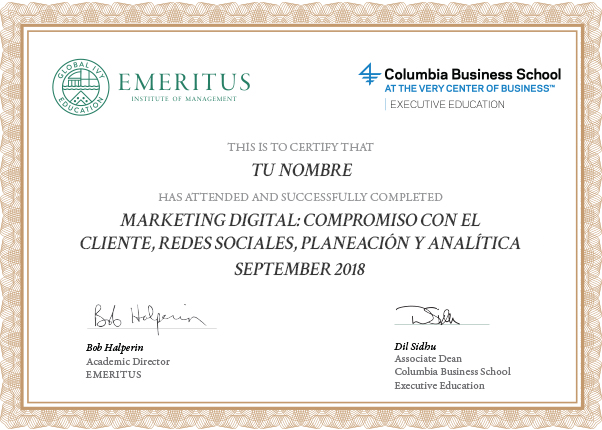 GLOBAL IVY
EDUCATION
EMERITUS
INSTITUTE OF MANAGEMENT
Columbia Business School
AT THE VERY CENTER OF BUSINESS™
EXECUTIVE EDUCATION
THIS IS TO CERTIFY THAT
TU NOMBRE
HAS ATTENDED AND SUCCESSFULLY COMPLETED
MARKETING DIGITAL: COMPROMISO CON EL
CLIENTE, REDES SOCIALES, PLANEACIÓN Y ANALÍTICA
SEPTEMBER 2018
Bob Halperin
Bob Halperin
Academic Director
EMERITUS
Dil Sidhu
Associate Dean
Columbia Business School
Executive Education